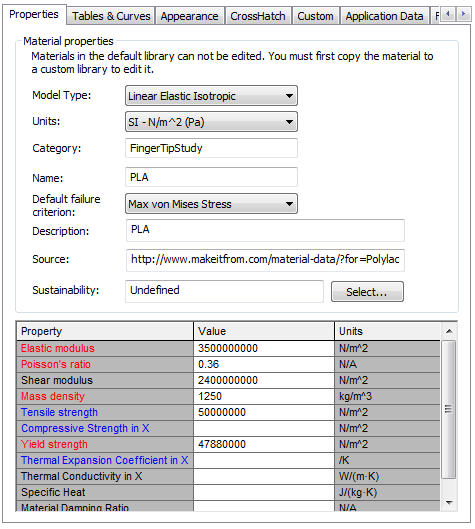 Properties Tables & Curves Appearance CrossHatch Custom Application Data
Material properties
Materials in the default library can not be edited. You must first copy the material to
a custom library to edit it.
Model Type: Linear Elastic Isotropic
Units: SI - N/m^2 (Pa)
Category: FingerTipStudy
Name: PLA
Default failure
criterion: Max von Mises Stress
Description: PLA
Source: http://www.makeitfrom.com/material-data/?for=Polylac
Sustainability: Undefined Select...
Property Value Units
Elastic modulus 3500000000 N/m^2
Poisson's ratio 0.36 N/A
Shear modulus 2400000000 N/m^2
Mass density 1250 kg/m^3
Tensile strength 50000000 N/m^2
Compressive Strength in X N/m^2
Yield strength 47880000 N/m^2
Thermal Expansion Coefficient in X /K
Thermal Conductivity in X W/(m·K)
Specific Heat J/(kg·K)
Material Damping Ratio N/A